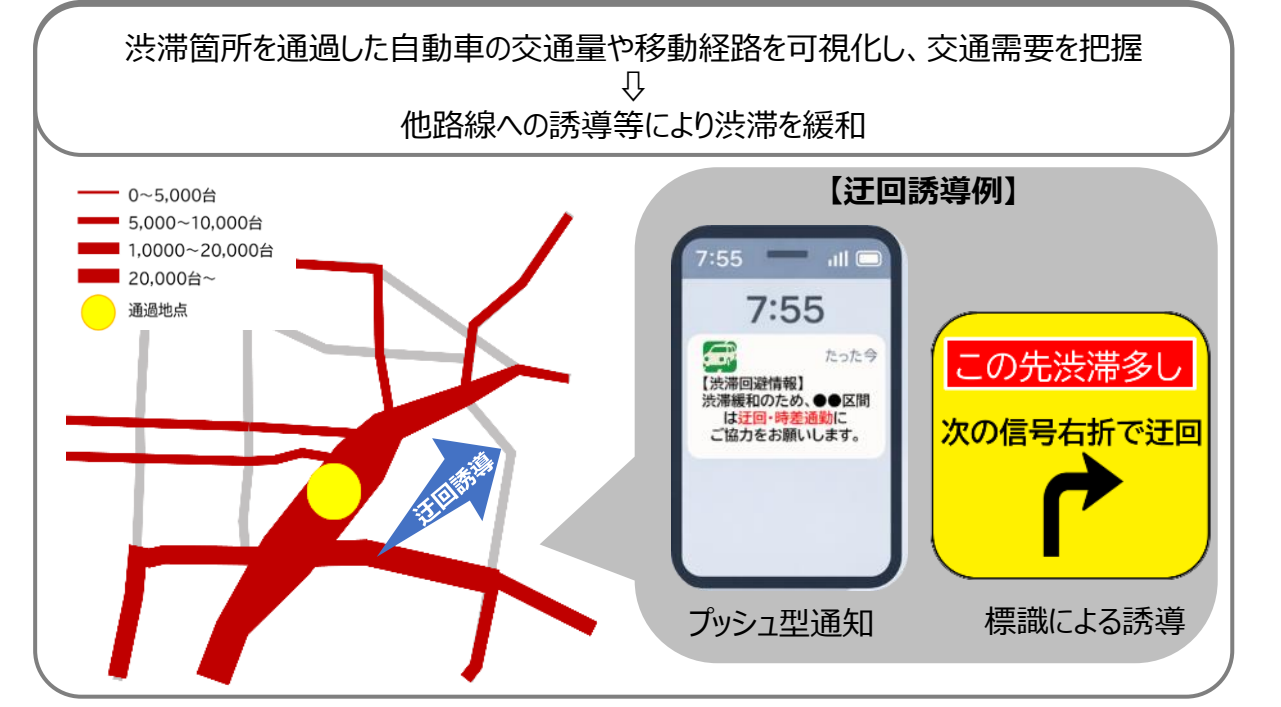 渋滞箇所を通過した自動車の交通量や移動経路を可視化し、交通需要を把握
⇩
他路線への誘導等により渋滞を緩和
0～5,000台
5,000～10,000台
1,0000～20,000台
20,000台～
通過地点
迂回誘導
【迂回誘導例】
7:55
7:55
たった今
【渋滞回避情報】
渋滞緩和のため、●●区間
は迂回・時差通勤に
ご協力をお願いします。
プッシュ型通知
この先渋滞多し
次の信号右折で迂回
標識による誘導